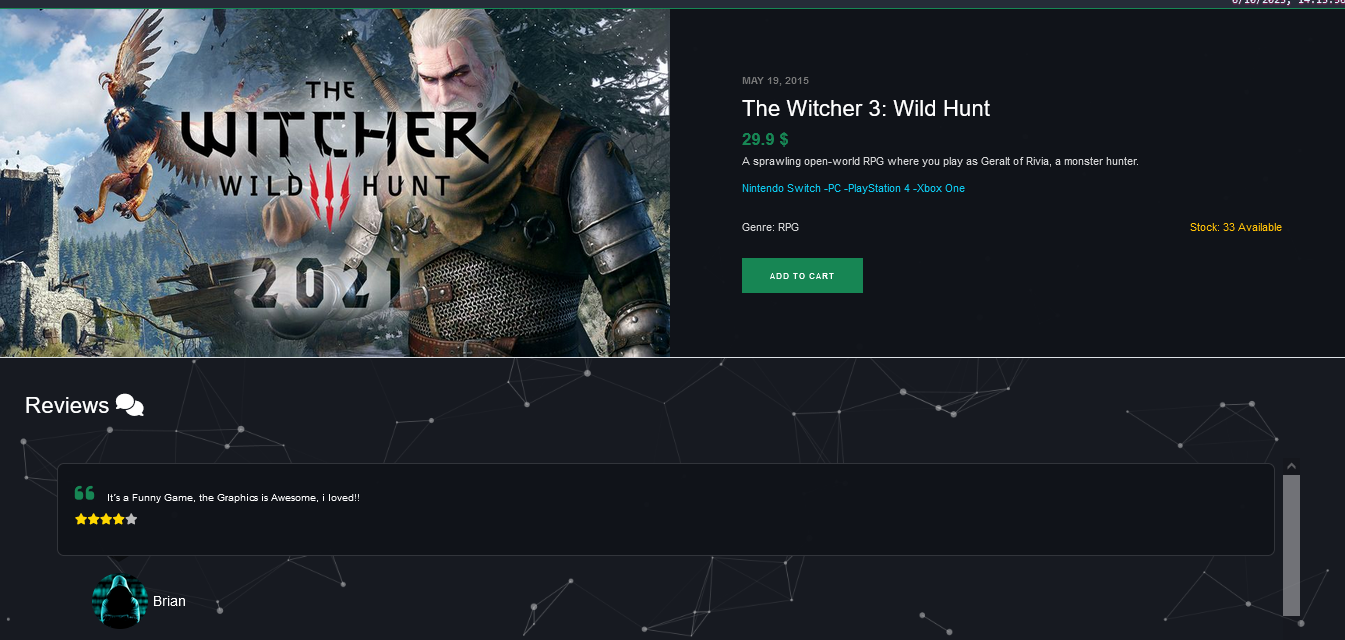 THE
WITCHER
WILD HUNT
2021
MAY 19, 2015
The Witcher 3: Wild Hunt
29.9 $
A sprawling open-world RPG where you play as Geralt of Rivia, a monster hunter.
Nintendo Switch -PC -PlayStation 4 -Xbox One
Genre: RPG
Stock: 33 Available
ADD TO CART
Reviews
It's a Funny Game, the Graphics is Awesome, i loved!!
Brian